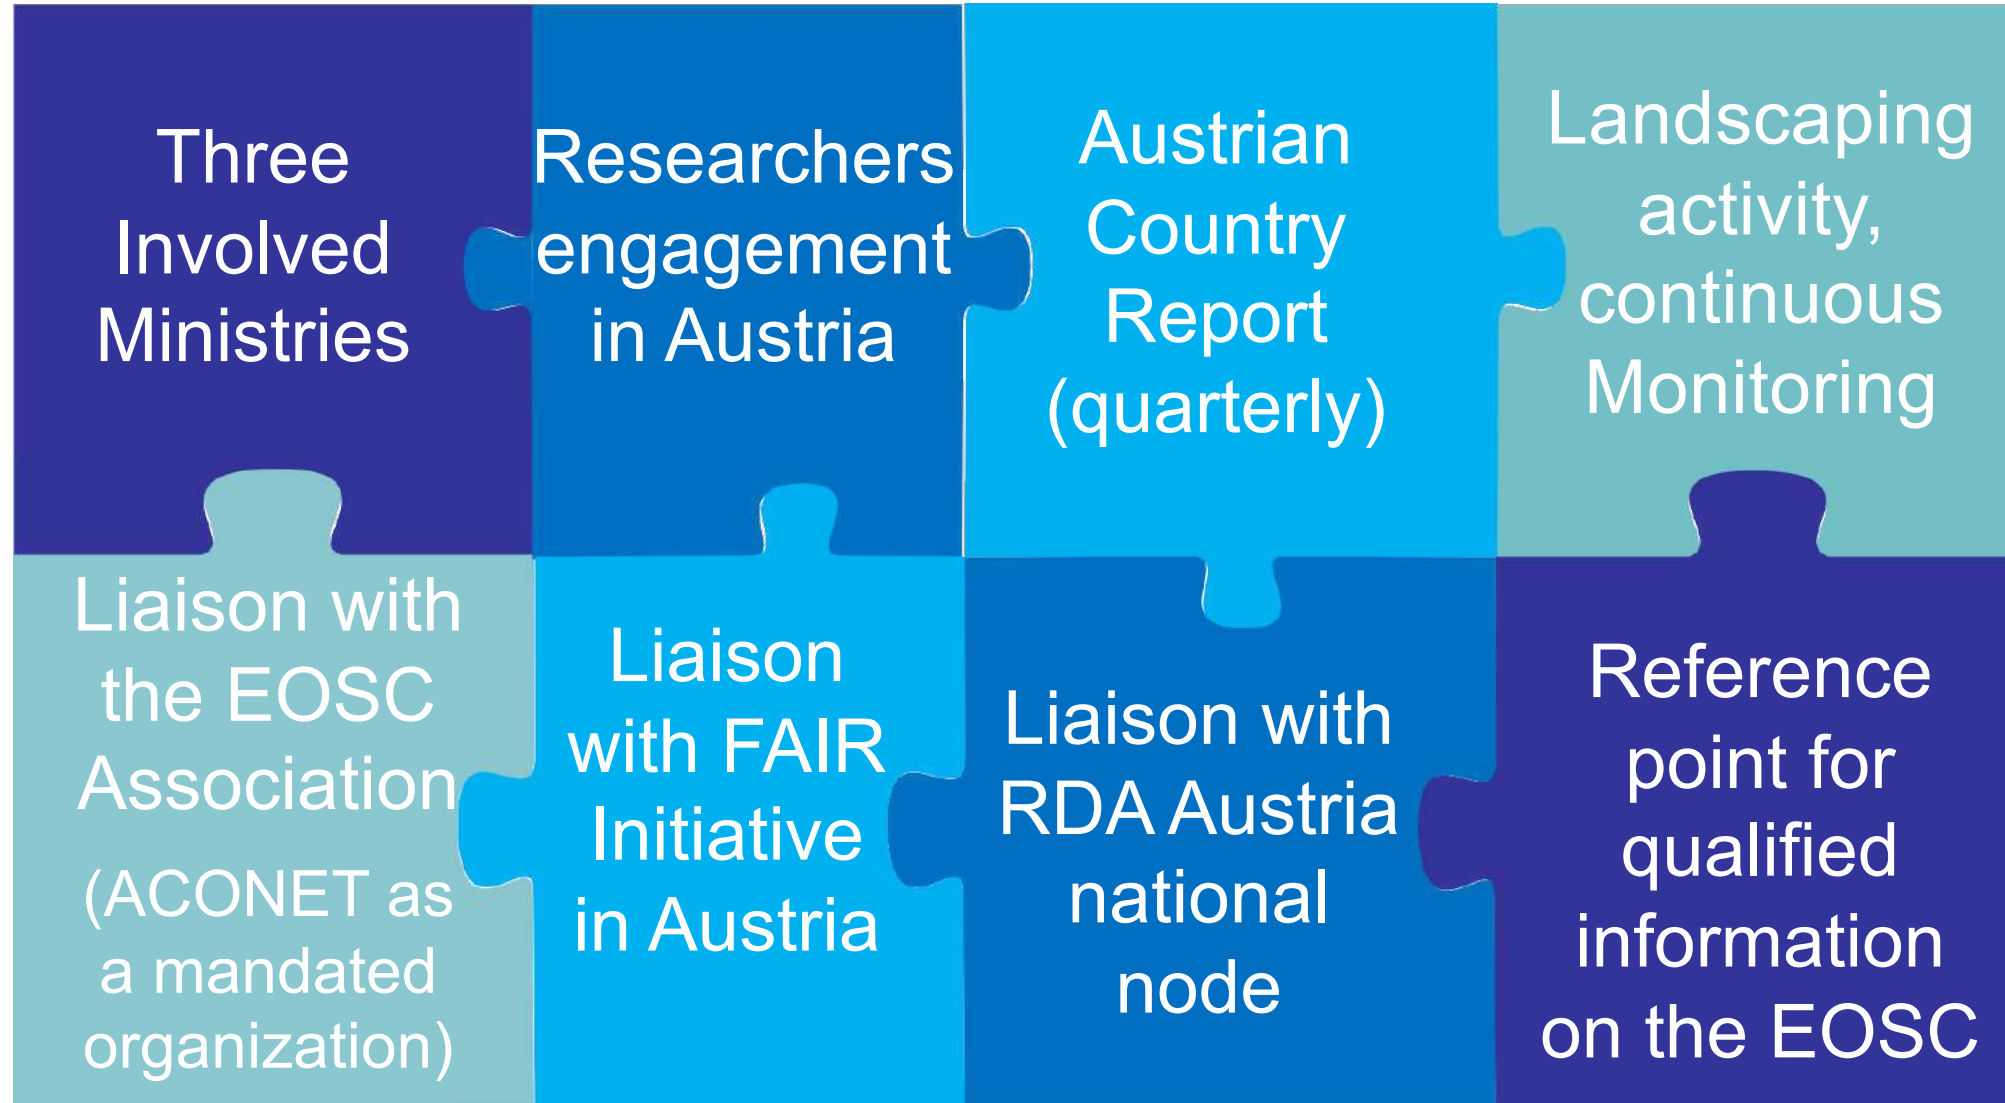 Three
Involved
Ministries
Researchers
engagement
in Austria
Austrian
Country
Report
(quarterly)
Landscaping
activity,
continuous
Monitoring
Liaison with
the EOSC
Association
(ACONET as
a mandated
organization)
Liaison
with FAIR
Initiative
in Austria
Liaison with
RDA Austria
national
node
Reference
point for
qualified
information
on the EOSC